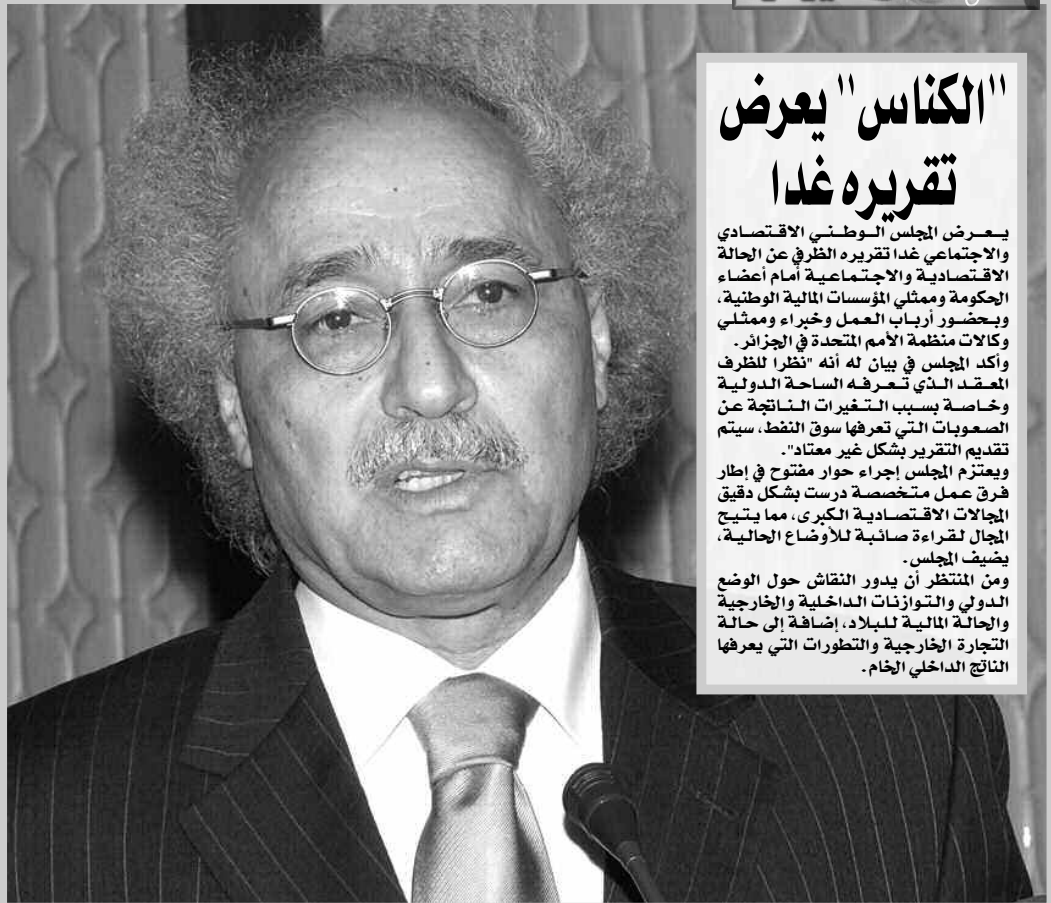 "الكناس" يعرض
تقريره غدا
يعرض المجلس الوطني الاقتصادي
والاجتماعي غدا تقريره الظرفي عن الحالة
الاقتصادية والاجتماعية أمام أعضاء
الحكومة وممثلي المؤسسات المالية الوطنية،
وبحضور أرباب العمل وخبراء وممثلي
وكالات منظمة الأمم المتحدة في الجزائر.
وأكد المجلس في بيان له أنه "نظرا للظرف
المعقد الذي تعرفه الساحة الدولية
وخاصة بسبب التغيرات الناتجة عن
الصعوبات التي تعرفها سوق النفط، سيتم
تقديم التقرير بشكل غير معتاد".
ويعتزم المجلس إجراء حوار مفتوح في إطار
فرق عمل متخصصة درست بشكل دقيق
المجالات الاقتصادية الكبرى، مما يتيح
المجال لقراءة صائبة للأوضاع الحالية،
يضيف المجلس.
ومن المنتظر أن يدور النقاش حول الوضع
الدولي والتوازنات الداخلية والخارجية
والحالة المالية للبلاد، إضافة إلى حالة
التجارة الخارجية والتطورات التي يعرفها
الناتج الداخلي الخام.